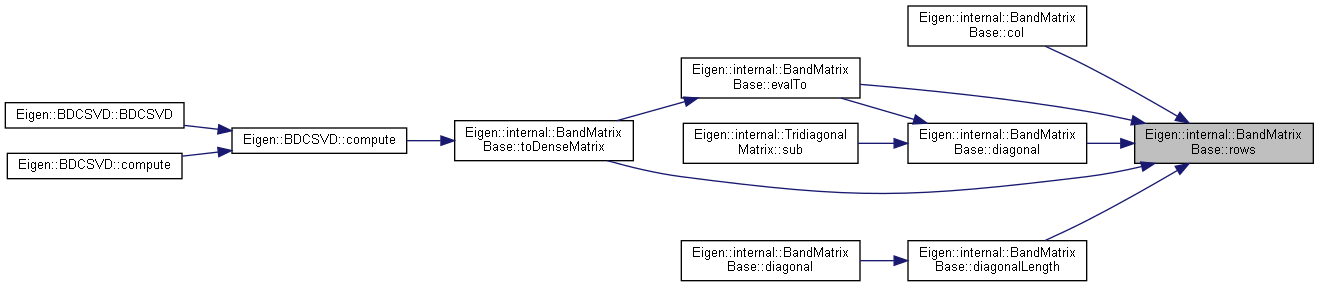 Eigen::internal::BandMatrix
Base::col
Eigen::internal::BandMatrix
Base::evalTo
Eigen::BDCSVD::BDCSVD
Eigen::internal::BandMatrix
Base::toDenseMatrix
Eigen::internal::Tridiagonal
Matrix::sub
Eigen::internal::BandMatrix
Base::diagonal
Eigen::internal::BandMatrix
Base::rows
Eigen::BDCSVD::compute
Eigen::BDCSVD::compute
Eigen::internal::BandMatrix
Base::diagonal
Eigen::internal::BandMatrix
Base::diagonalLength